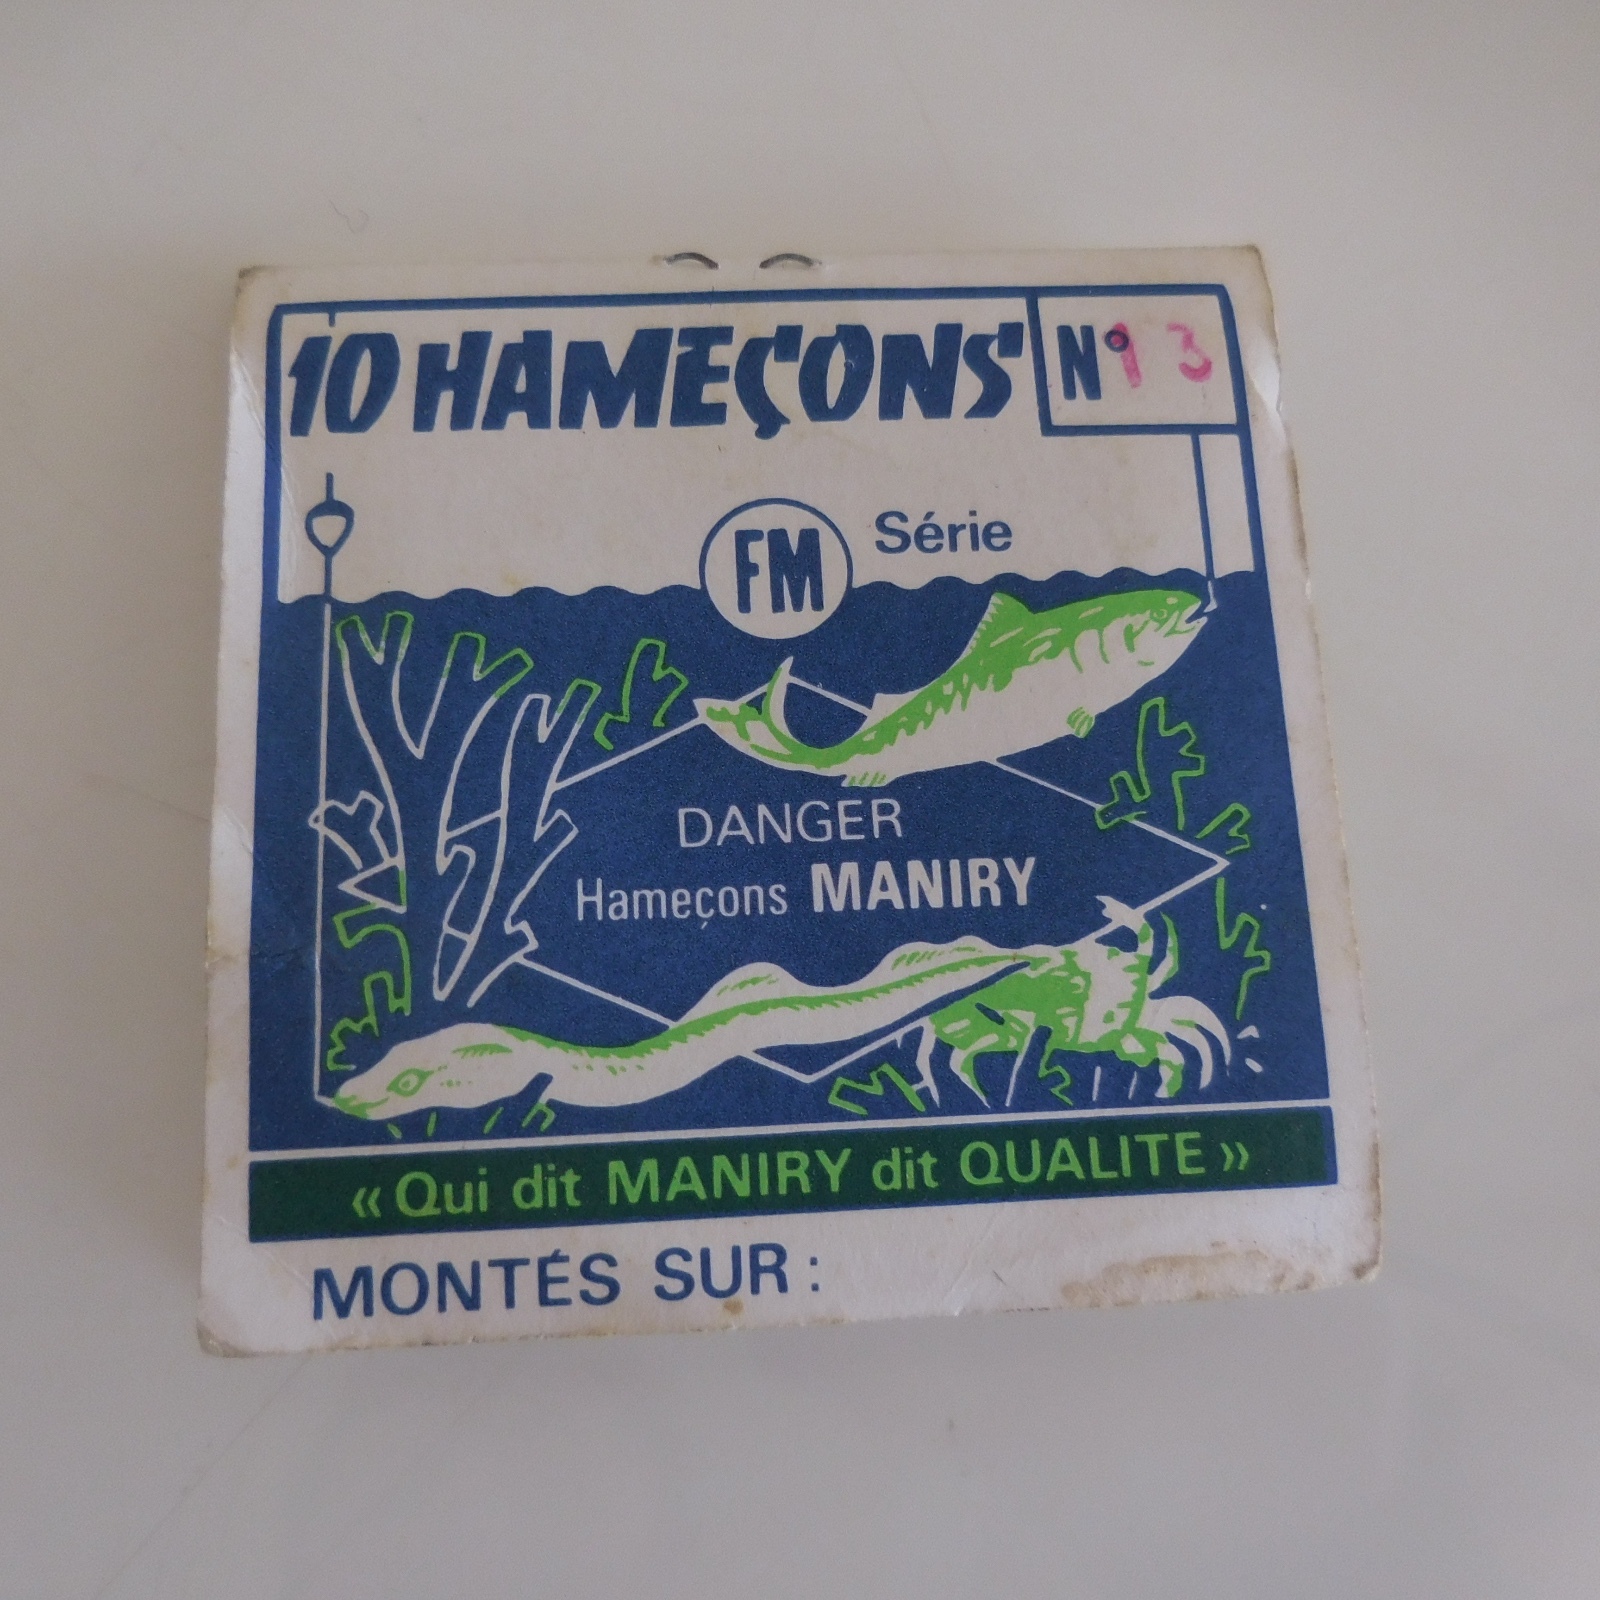 10 HAMEÇONS N° 13
FM Série
DANGER
Hameçons MANIRY
«Qui dit MANIRY dit QUALITE»
MONTÉS SUR :